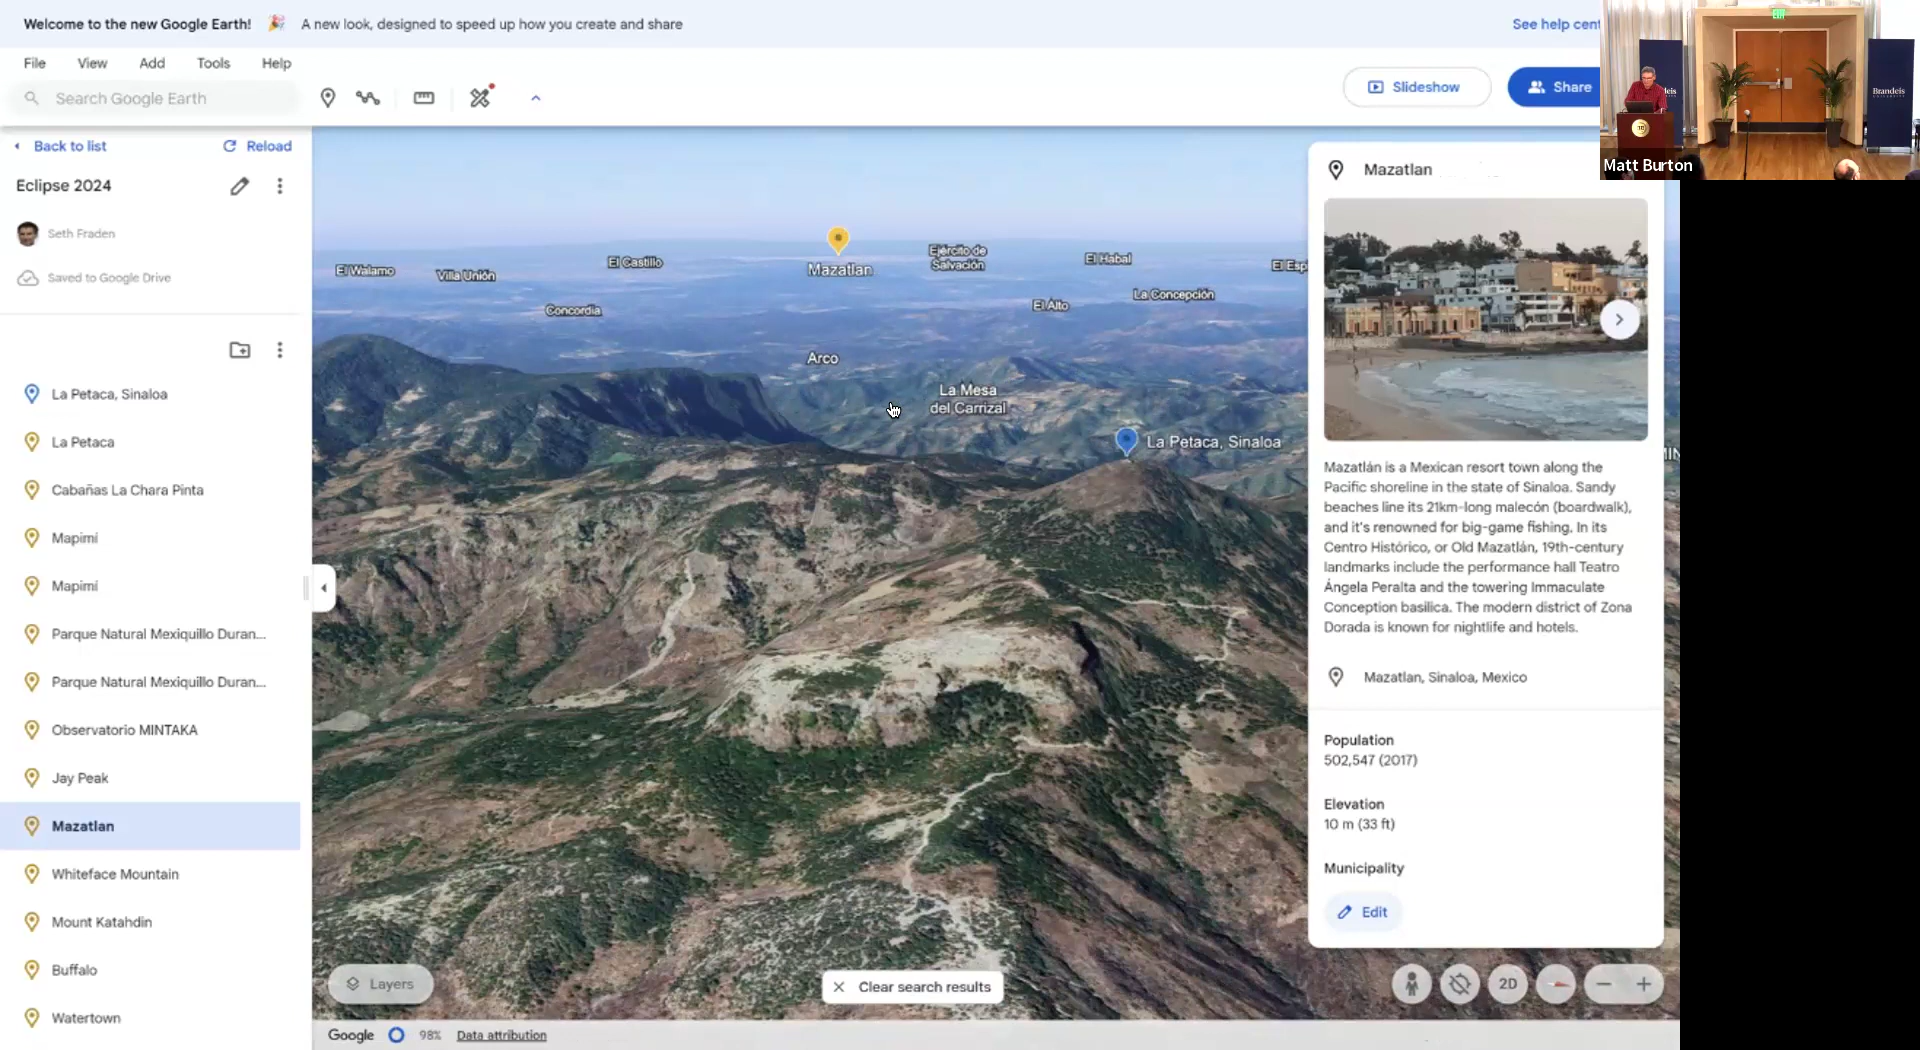 Welcome to the new Google Earth! A new look, designed to speed up how you create and share
See help cent
File View Add Tools Help
Search Google Earth
Slideshow
Share
Back to list Reload
Eclipse 2024
Seth Fraden
Saved to Google Drive
La Petaca, Sinaloa
La Petaca
Cabañas La Chara Pinta
Mapimí
Mapimí
Parque Natural Mexiquillo Duran...
Parque Natural Mexiquillo Duran...
Observatorio MINTAKA
Jay Peak
Mazatlan
Whiteface Mountain
Mount Katahdin
Buffalo
Watertown
El Walamo
Villa Unión
El Castillo
Concordia
Mazatlan
Ejército de
Salvación
El Habal
El Esp
El Alto
La Concepción
Arco
La Mesa
del Carrizal
La Petaca, Sinaloa
MIN
Layers
Clear search results
2D
Google 98% Data attribution
Mazatlan
Mazatlán is a Mexican resort town along the
Pacific shoreline in the state of Sinaloa. Sandy
beaches line its 21km-long malecón (boardwalk),
and it's renowned for big-game fishing. In its
Centro Histórico, or Old Mazatlán, 19th-century
landmarks include the performance hall Teatro
Ángela Peralta and the towering Immaculate
Conception basilica. The modern district of Zona
Dorada is known for nightlife and hotels.
Mazatlan, Sinaloa, Mexico
Population
502,547 (2017)
Elevation
10 m (33 ft)
Municipality
Edit
EXIT
deis
Brandeis
UNIVERSITY
Matt Burton